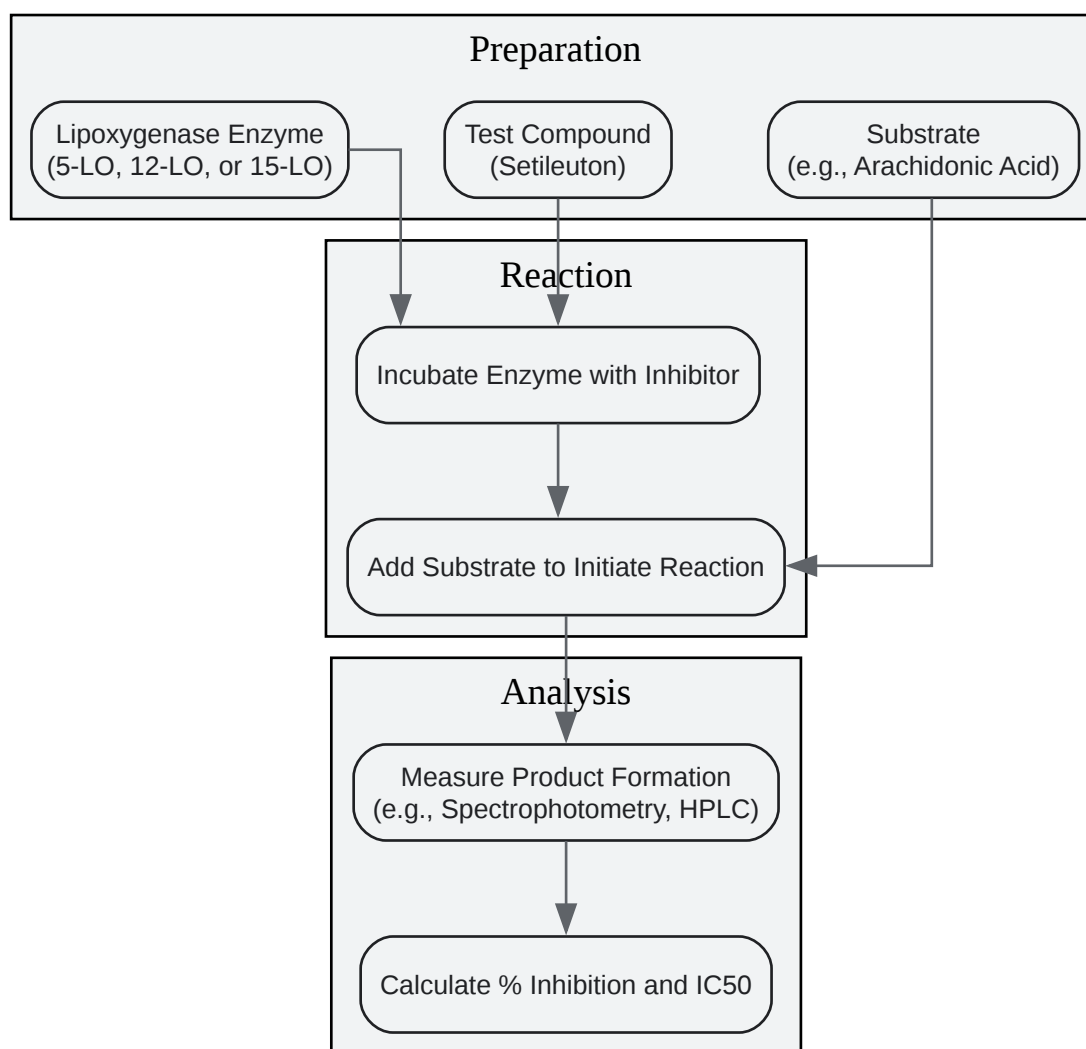 Preparation
Lipoxygenase Enzyme
(5-LO, 12-LO, or 15-LO)
Test Compound
(Setileuton)
Substrate
(e.g., Arachidonic Acid)
Reaction
Incubate Enzyme with Inhibitor
Add Substrate to Initiate Reaction
Analysis
Measure Product Formation
(e.g., Spectrophotometry, HPLC)
Calculate % Inhibition and IC50